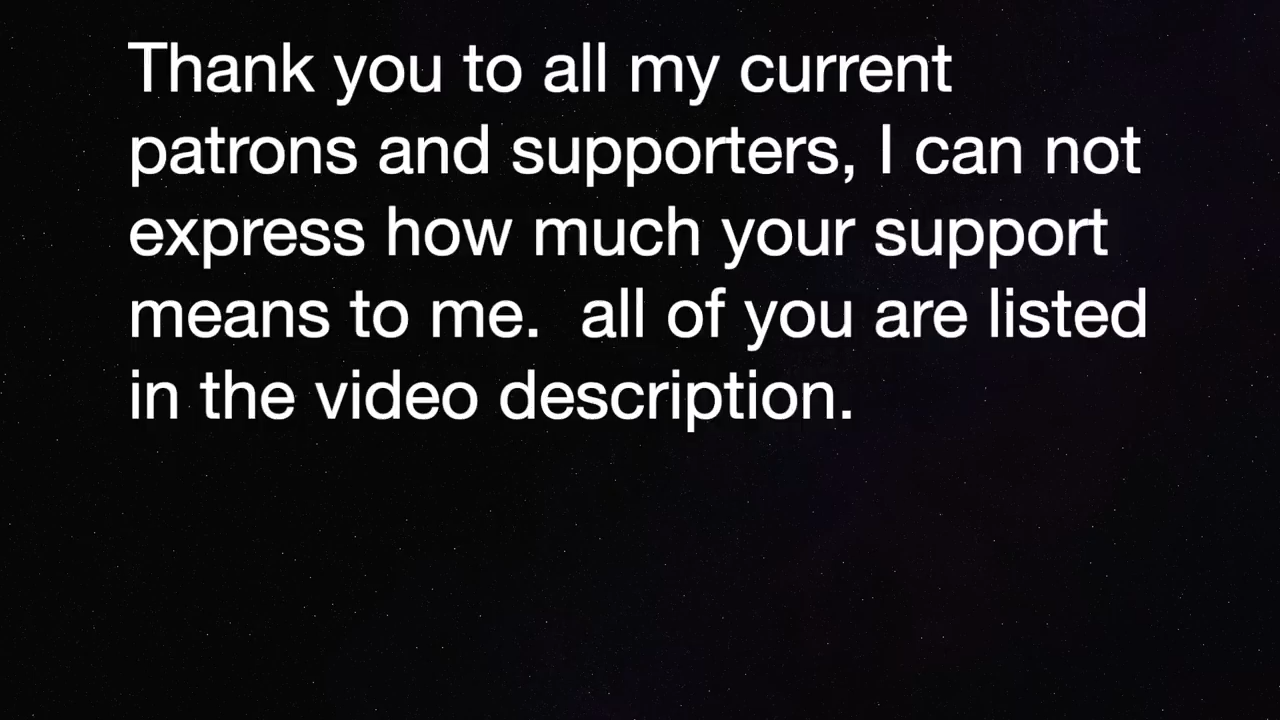 Thank you to all my current
patrons and supporters, I can not
express how much your support
means to me.  all of you are listed
in the video description.